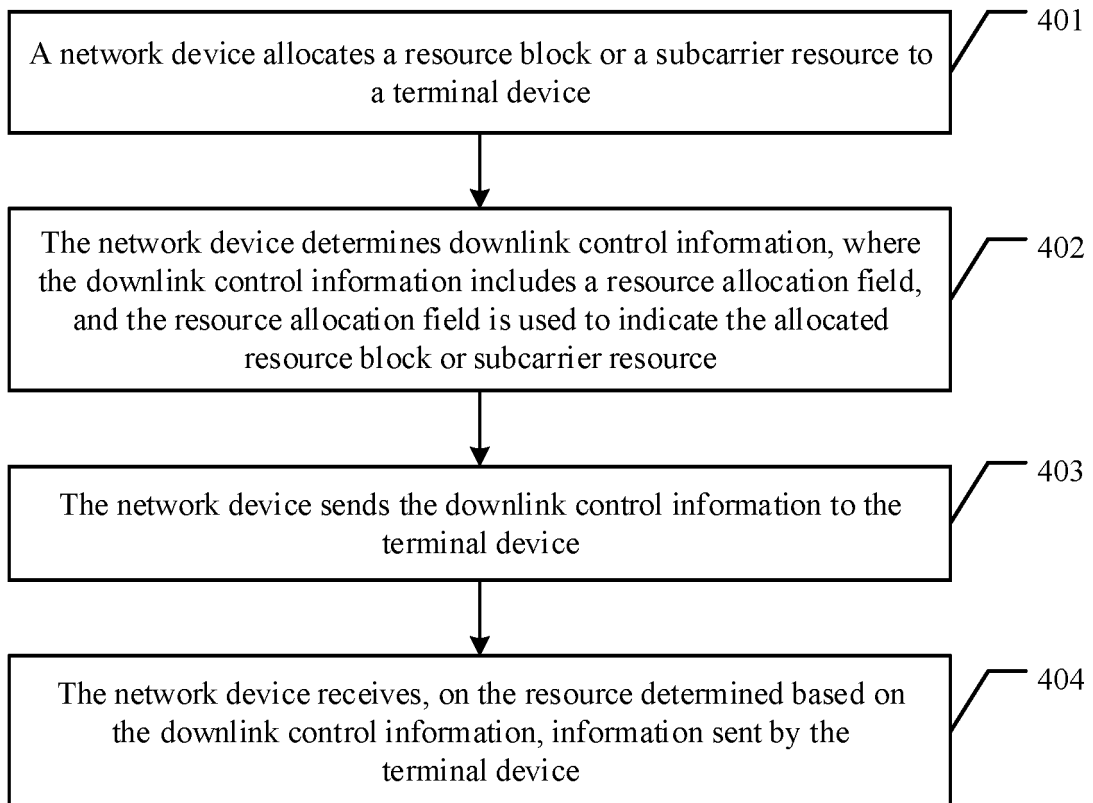 A network device allocates a resource block or a subcarrier resource to
a terminal device
401
The network device determines downlink control information, where
the downlink control information includes a resource allocation field,
and the resource allocation field is used to indicate the allocated
resource block or subcarrier resource
402
The network device sends the downlink control information to the
terminal device
403
The network device receives, on the resource determined based on
the downlink control information, information sent by the
terminal device
404